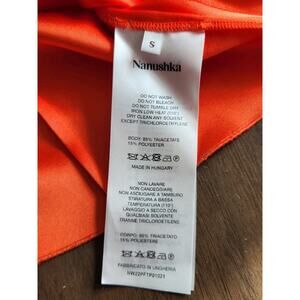 S
Nanushka
DO NOT WASH
DO NOT BLEACH
DO NOT TUMBLE DRY
IRON LOW HEAT (110°)
DRY CLEAN ANY SOLVENT
EXCEPT TRICHLOROETHYLENE
BODY: 85% TRIACETATE
15% POLYESTER
MADE IN HUNGARY
NON LAVARE
NON CANDEGGIARE
NON ASCIUGARE A TAMBURO
STIRATURA A BASSA
TEMPERATURA (110°)
LAVAGGIO A SECCO CON
QUALSIASI SOLVENTE
TRANNE TRICLOROETILENE
CORPO: 85% TRIACETATO
15% POLIESTERE
FABBRICATO IN UNGHERIA
NW22PFTP01021